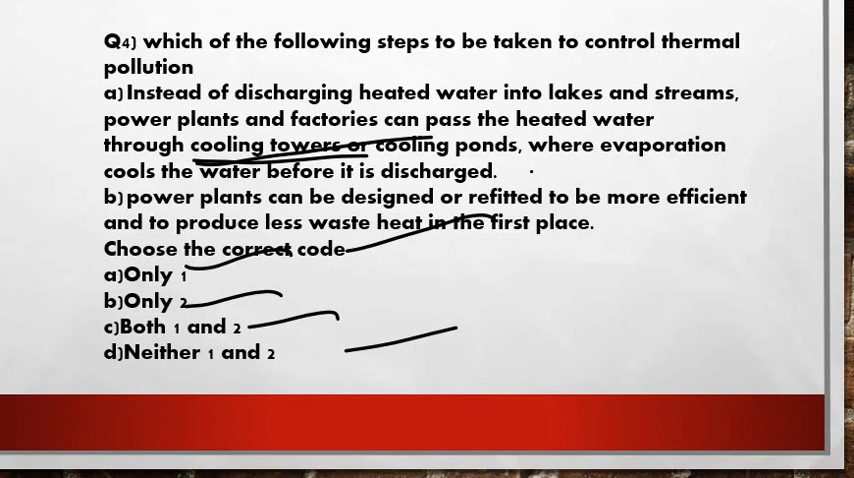 Q4) which of the following steps to be taken to control thermal
pollution
a)Instead of discharging heated water into lakes and streams,
power plants and factories can pass the heated water
through cooling towers or cooling ponds, where evaporation
cools the water before it is discharged.
b)power plants can be designed or refitted to be more efficient
and to produce less waste heat in the first place.
Choose the correct code
a)Only 1
b)Only 2
c)Both 1 and 2
d)Neither 1 and 2